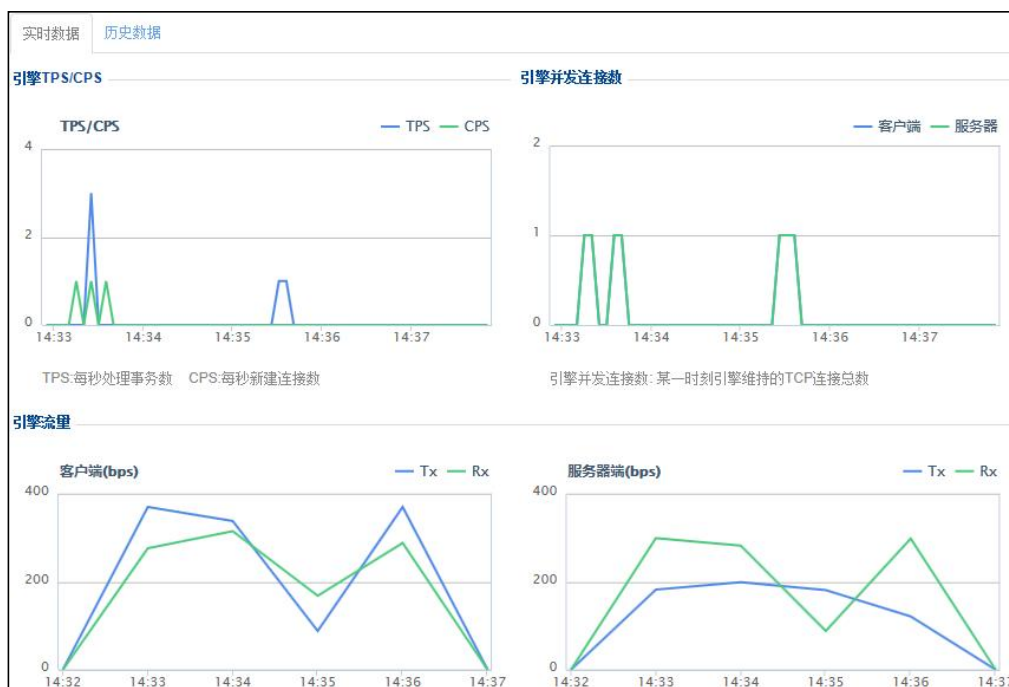 实时数据 历史数据
引擎TPS/CPS
TPS/CPS TPS CPS
4
2
0
14:33 14:34 14:35 14:36 14:37
TPS:每秒处理事务数 CPS:每秒新建连接数
引擎并发连接数
客户端 服务器
2
1
0
14:33 14:34 14:35 14:36 14:37
引擎并发连接数: 某一时刻引擎维持的TCP连接总数
引擎流量
客户端(bps) Tx Rx
400
200
0
14:32 14:33 14:34 14:35 14:36 14:37
服务器端(bps) Tx Rx
400
200
0
14:32 14:33 14:34 14:35 14:36 14:37